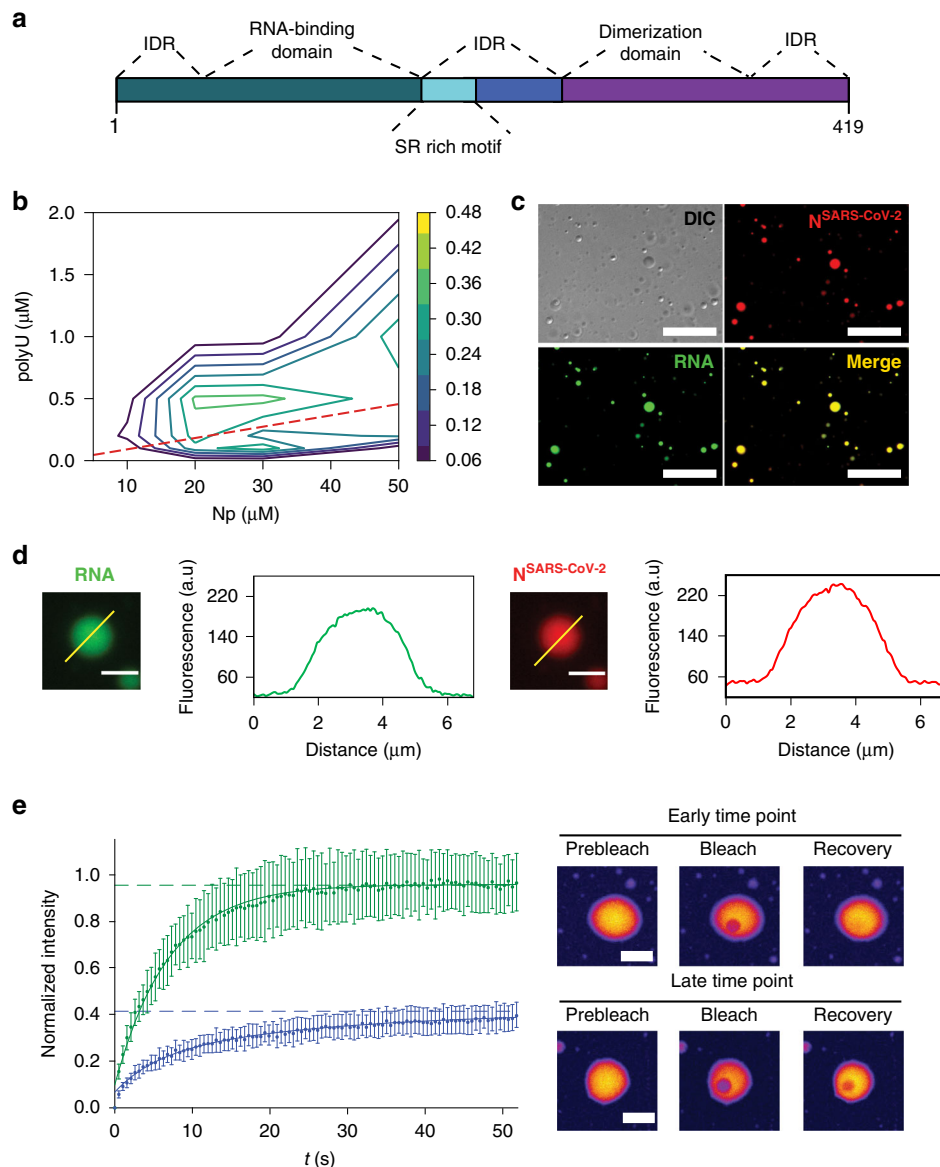 a
IDR
RNA-binding
domain
IDR
Dimerization
domain
IDR
1
419
SR rich motif
b
2.0
1.5
1.0
0.5
0.0
polyU (μM)
10
20
30
40
50
Np (μM)
0.48
0.42
0.36
0.30
0.24
0.18
0.12
0.06
c
DIC
N^SARS-CoV-2
RNA
Merge
d
RNA
Fluorescence (a.u)
220
140
60
0
2
4
6
Distance (μm)
N^SARS-CoV-2
Fluorescence (a.u)
220
140
60
0
2
4
6
Distance (μm)
e
Normalized intensity
1.0
0.8
0.6
0.4
0.2
0.0
0
10
20
30
40
50
t (s)
Early time point
Prebleach
Bleach
Recovery
Late time point
Prebleach
Bleach
Recovery